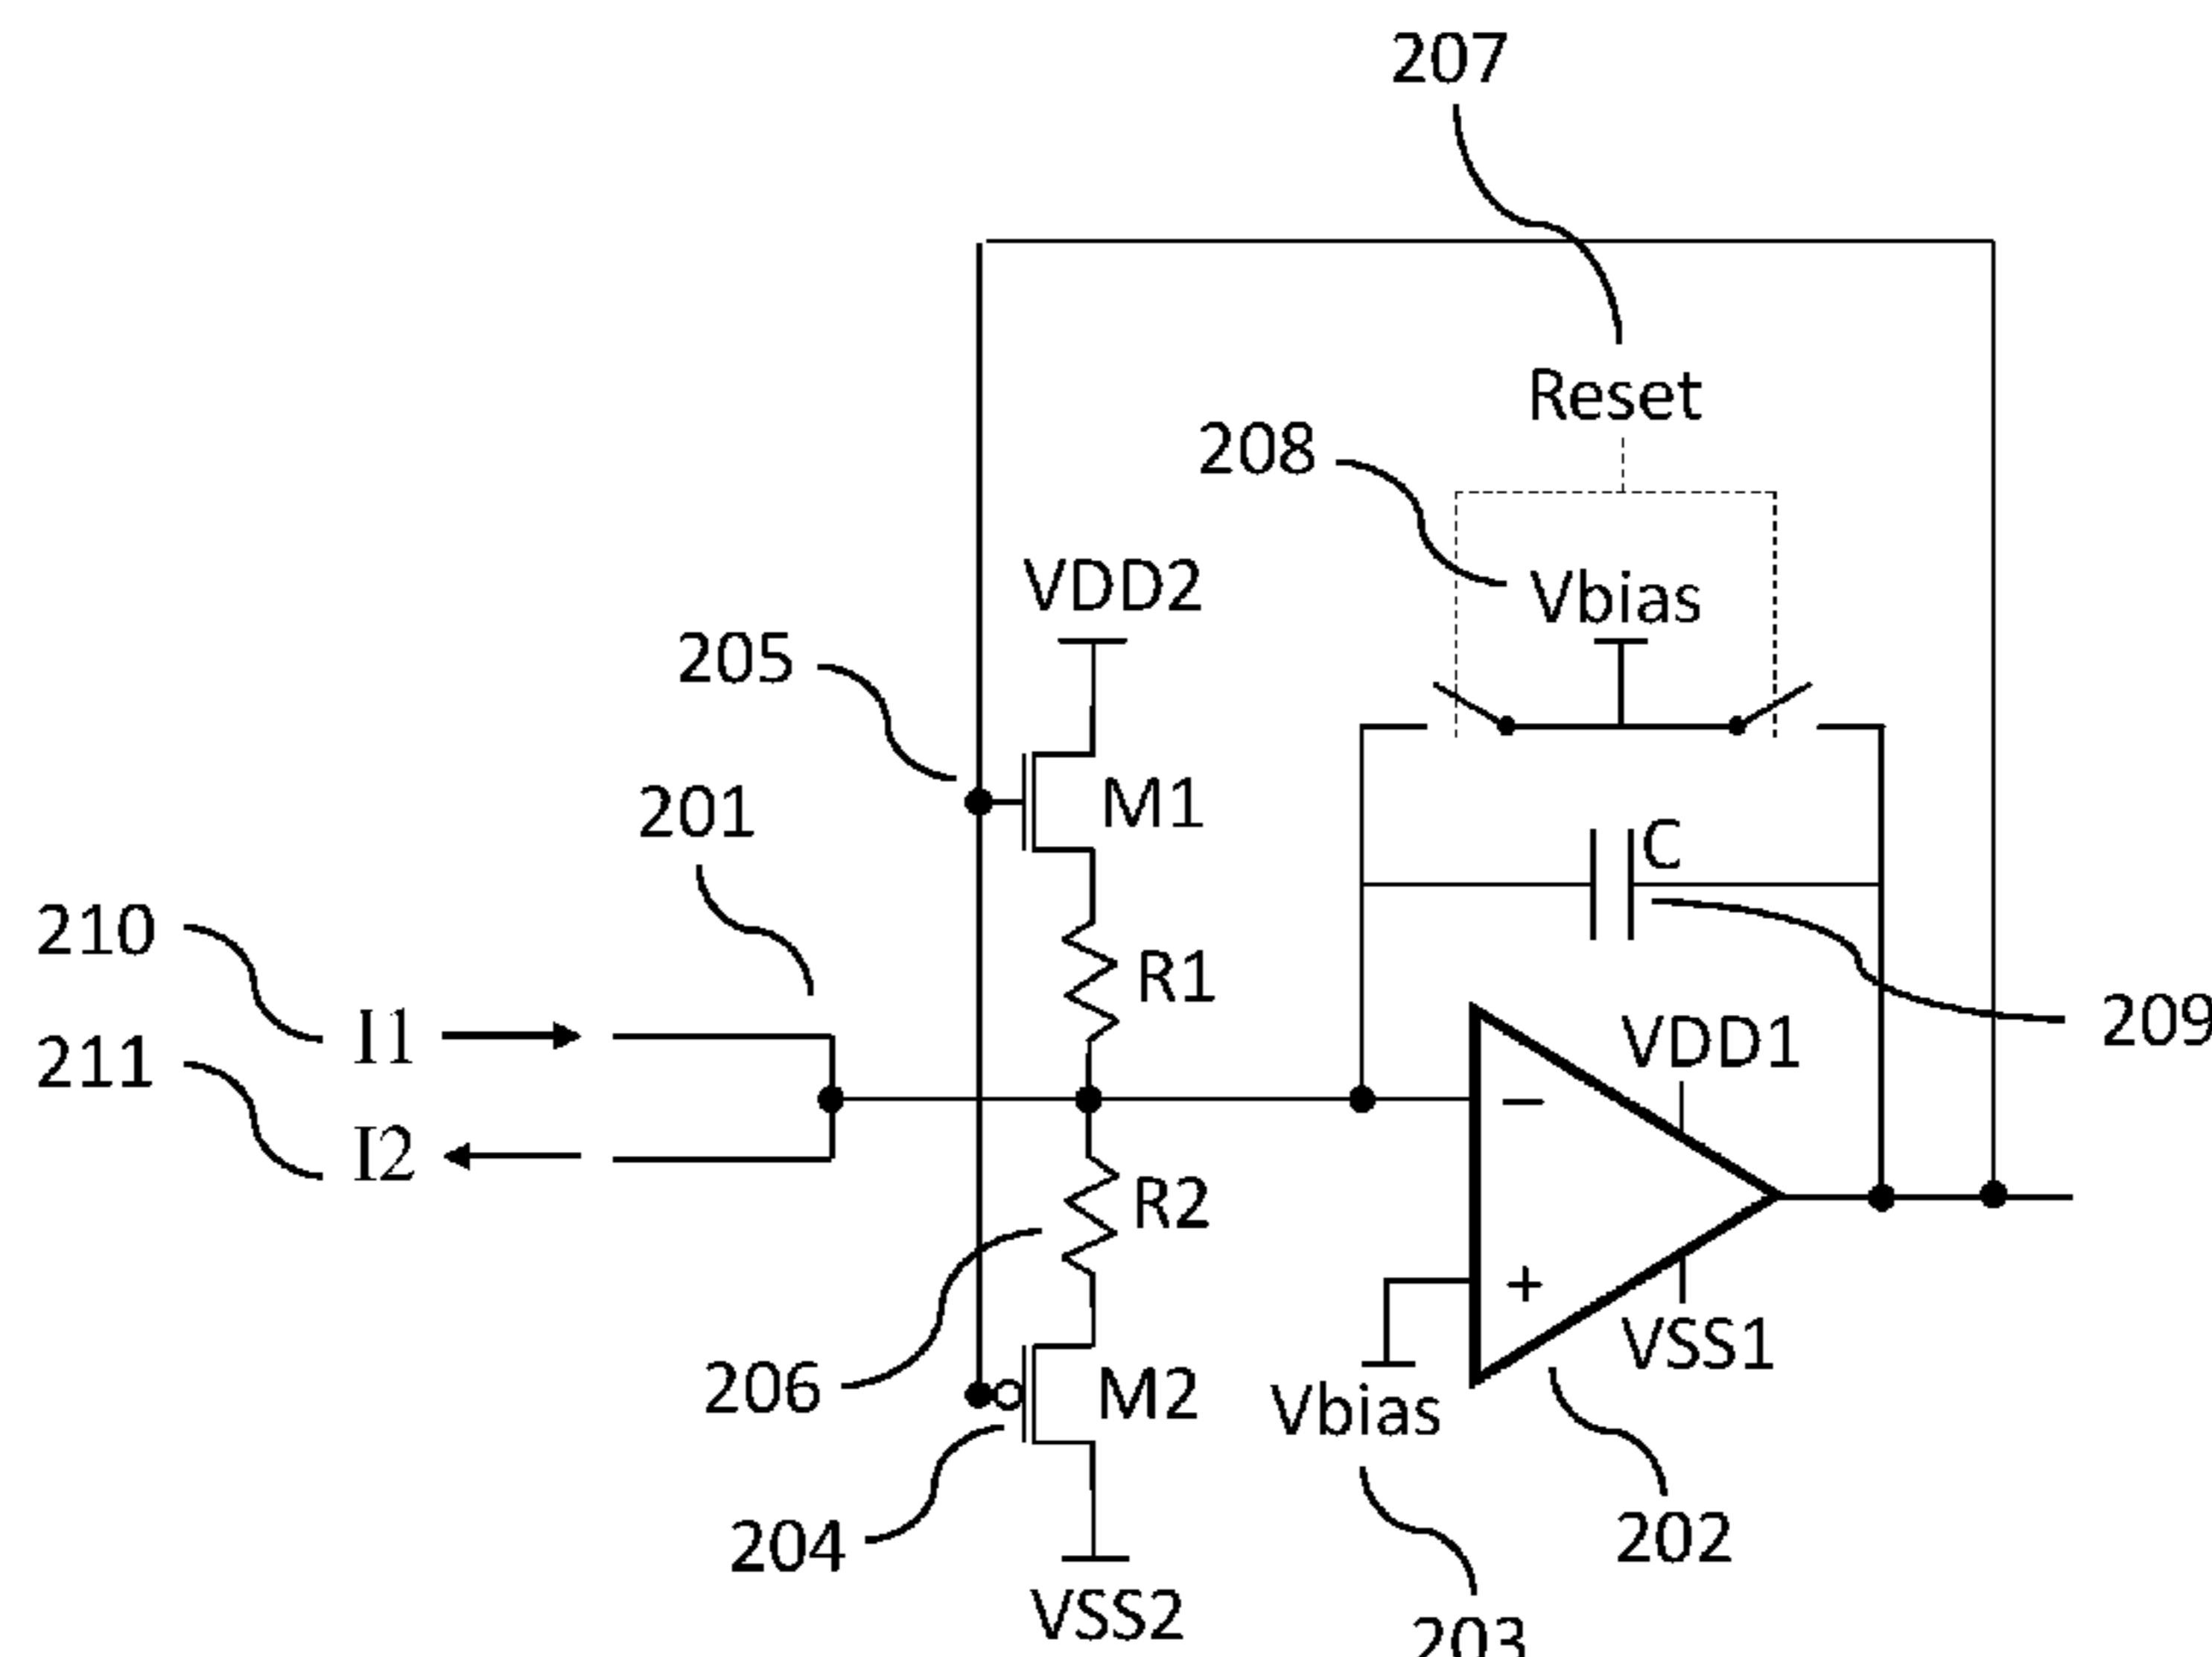 207
Reset
208
Vbias
VDD2
205
M1
201
C
210
I1
R1
VDD1
209
211
I2
R2
−
+
206
M2
VSS1
Vbias
204
202
VSS2
203